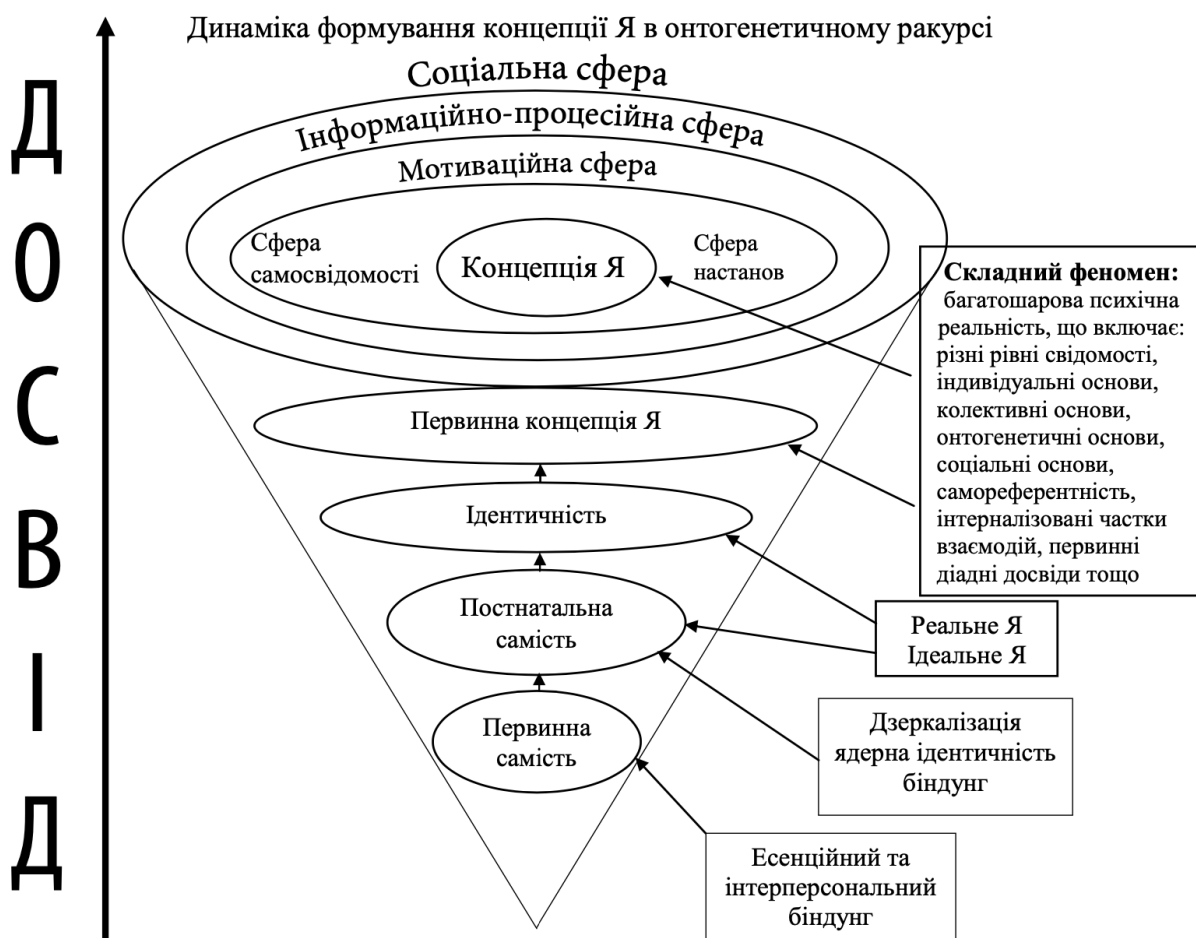 Динаміка формування концепції Я в онтогенетичному ракурсі
ДОСВІД
Соціальна сфера
Інформаційно-процесійна сфера
Мотиваційна сфера
Сфера
самосвідомості
Концепція Я
Сфера
настанов
Складний феномен:
багатошарова психічна
реальність, що включає:
різні рівні свідомості,
індивідуальні основи,
колективні основи,
онтогенетичні основи,
соціальні основи,
самореферентність,
інтерналізовані частки
взаємодій, первинні
діадні досвіди тощо
Первинна концепція Я
Ідентичність
Постнатальна
самість
Реальне Я
Ідеальне Я
Первинна
самість
Дзеркалізація
ядерна ідентичність
біндунг
Есенційний та
інтерперсональний
біндунг